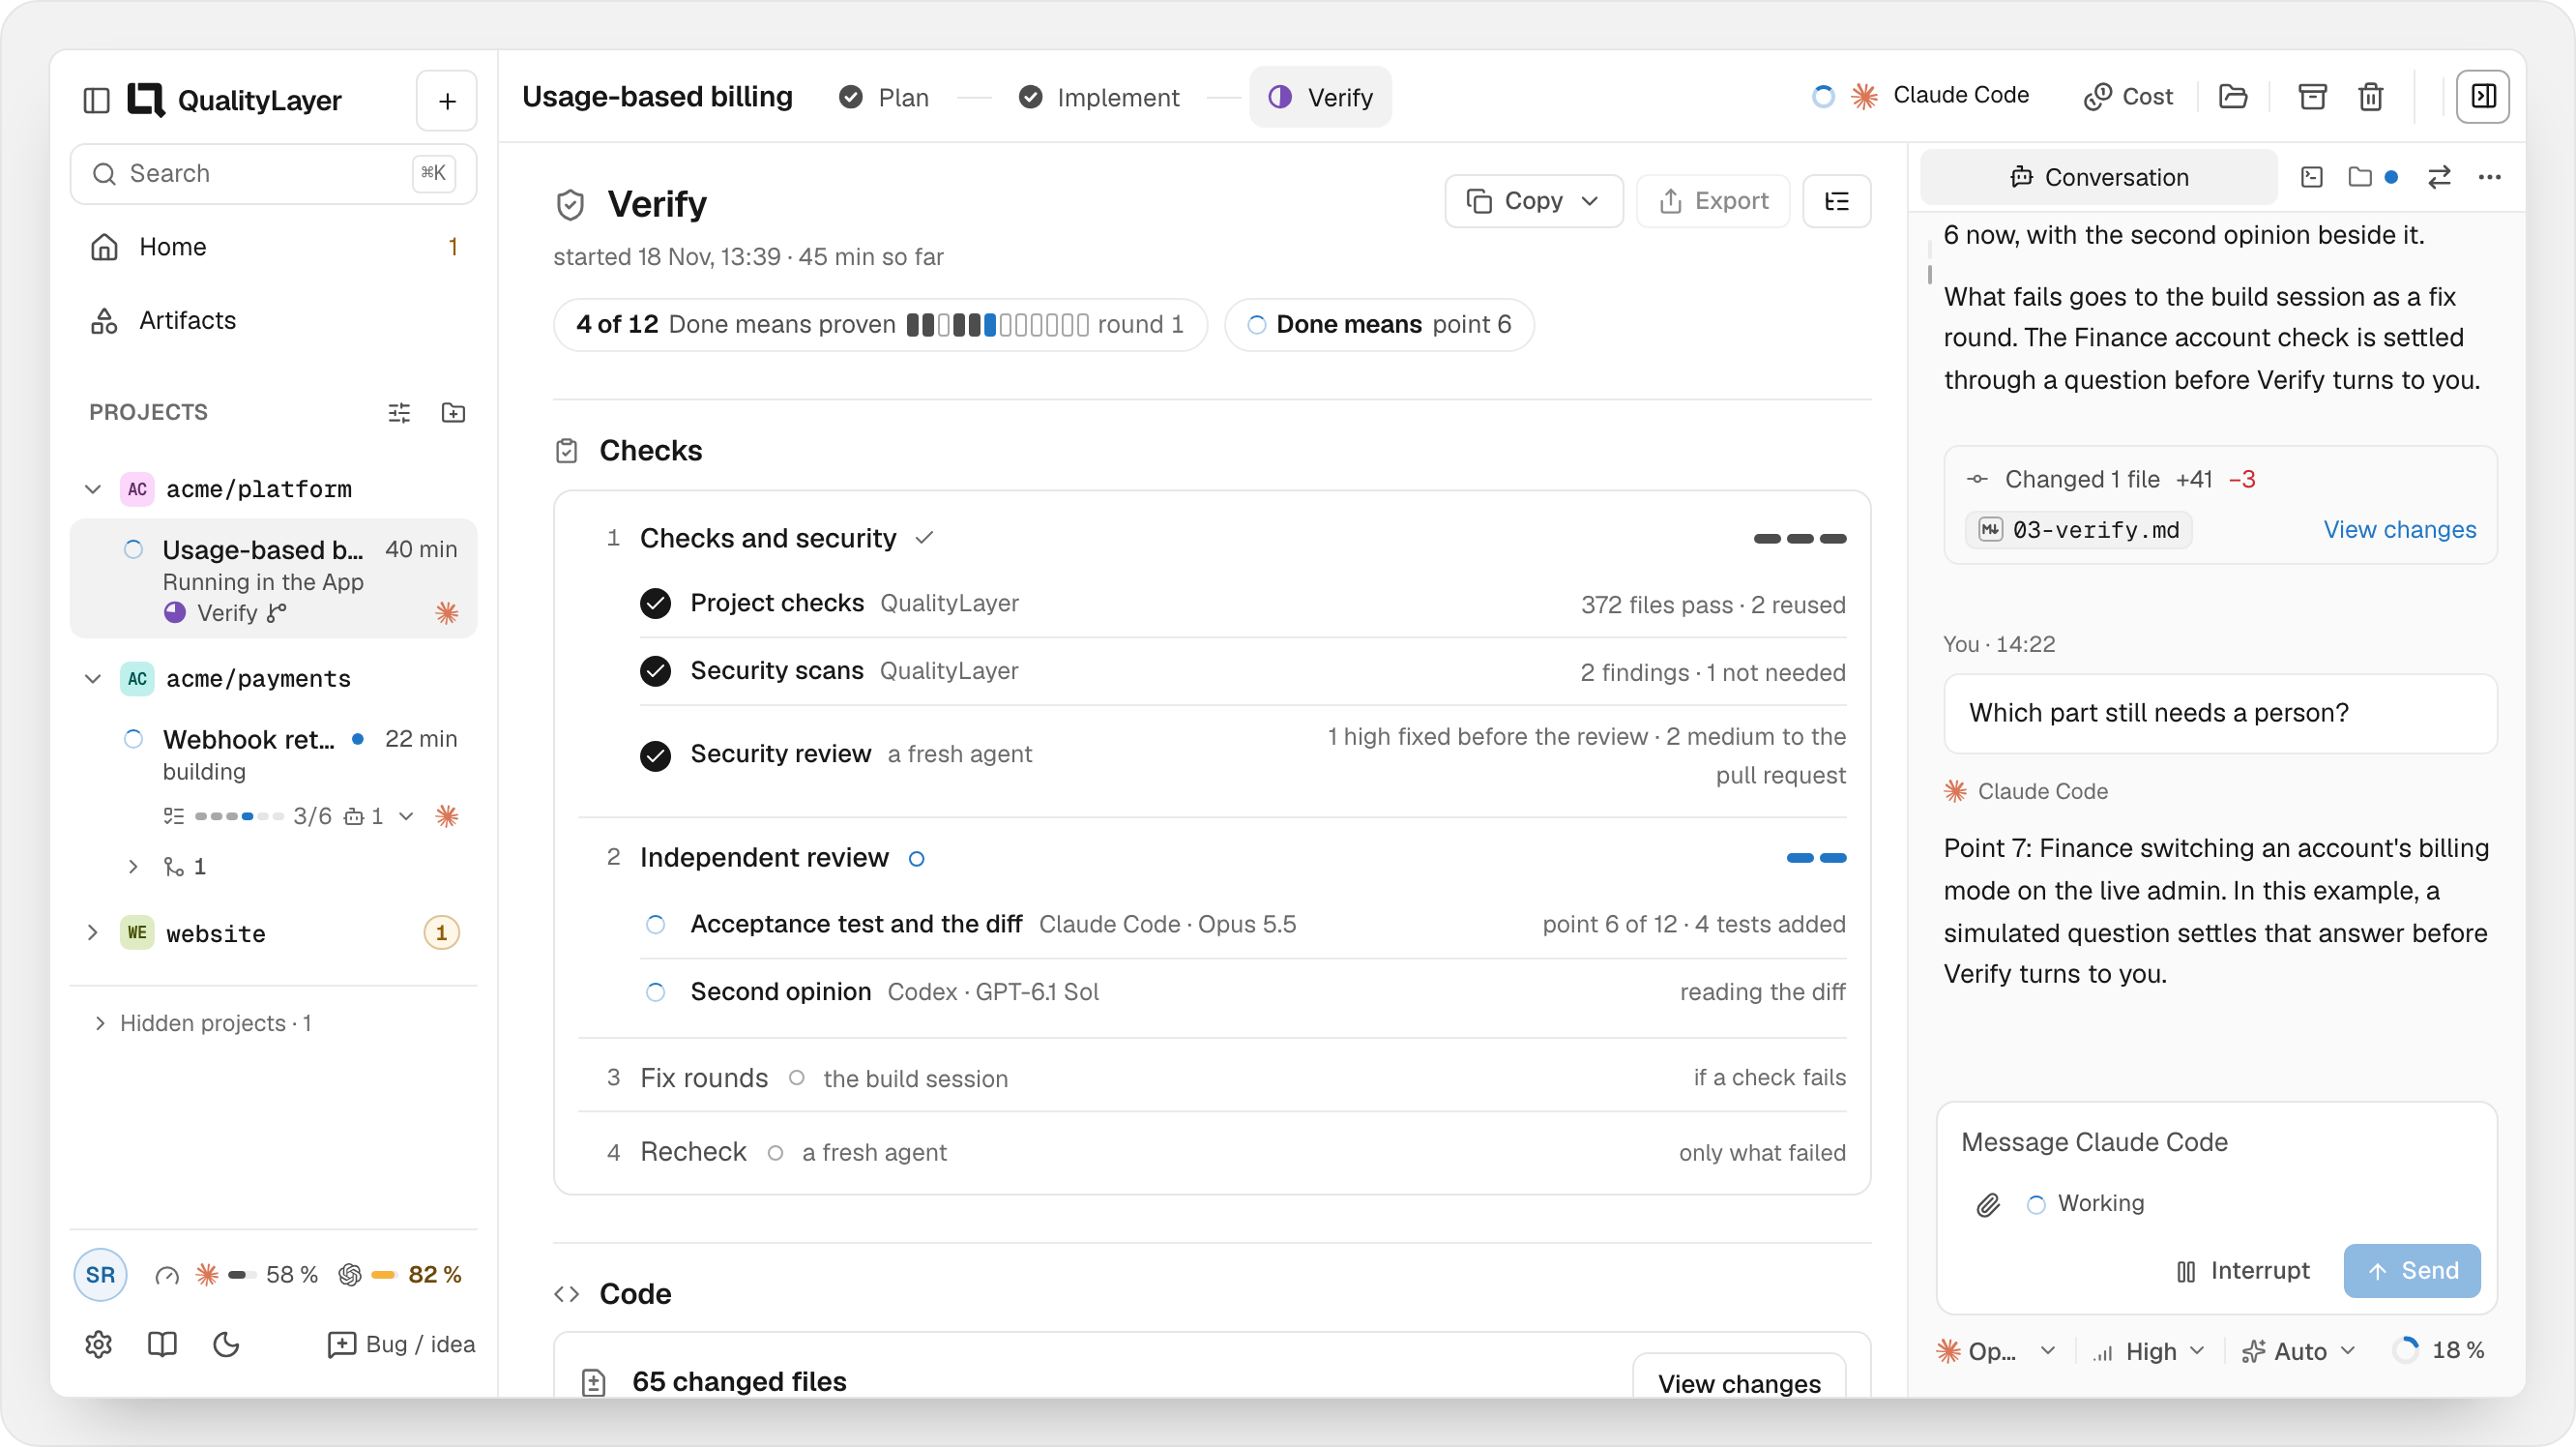 QualityLayer
Search ⌘K
Home 1
Artifacts
PROJECTS
AC acme/platform
Usage-based b... 40 min
Running in the App
Verify
AC acme/payments
Webhook ret... 22 min
building
3/6 1
1
WE website 1
Hidden projects · 1
SR 58 % 82 %
Bug / idea
Usage-based billing Plan Implement Verify
Claude Code Cost
Verify
Copy Export
started 18 Nov, 13:39 · 45 min so far
4 of 12 Done means proven round 1
Done means point 6
Checks
1 Checks and security
Project checks QualityLayer 372 files pass · 2 reused
Security scans QualityLayer 2 findings · 1 not needed
Security review a fresh agent 1 high fixed before the review · 2 medium to the
pull request
2 Independent review
Acceptance test and the diff Claude Code · Opus 5.5 point 6 of 12 · 4 tests added
Second opinion Codex · GPT-6.1 Sol reading the diff
3 Fix rounds the build session if a check fails
4 Recheck a fresh agent only what failed
Code
65 changed files View changes
Conversation
6 now, with the second opinion beside it.
What fails goes to the build session as a fix
round. The Finance account check is settled
through a question before Verify turns to you.
Changed 1 file +41 −3
03-verify.md View changes
You · 14:22
Which part still needs a person?
Claude Code
Point 7: Finance switching an account's billing
mode on the live admin. In this example, a
simulated question settles that answer before
Verify turns to you.
Message Claude Code
Working
Interrupt Send
Op... High Auto 18 %